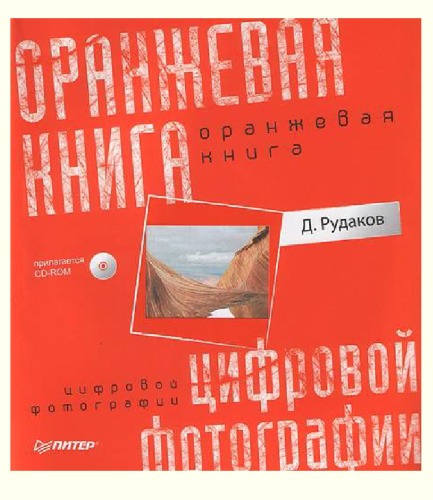 ОРАНЖЕВАЯ
КНИГА
оранжевая
книга
Д. Рудаков
прилагается
CD-ROM
цифровой
фотографии
ЦИФРОВОЙ
ФОТОГРАФИИ
ПИТЕР®